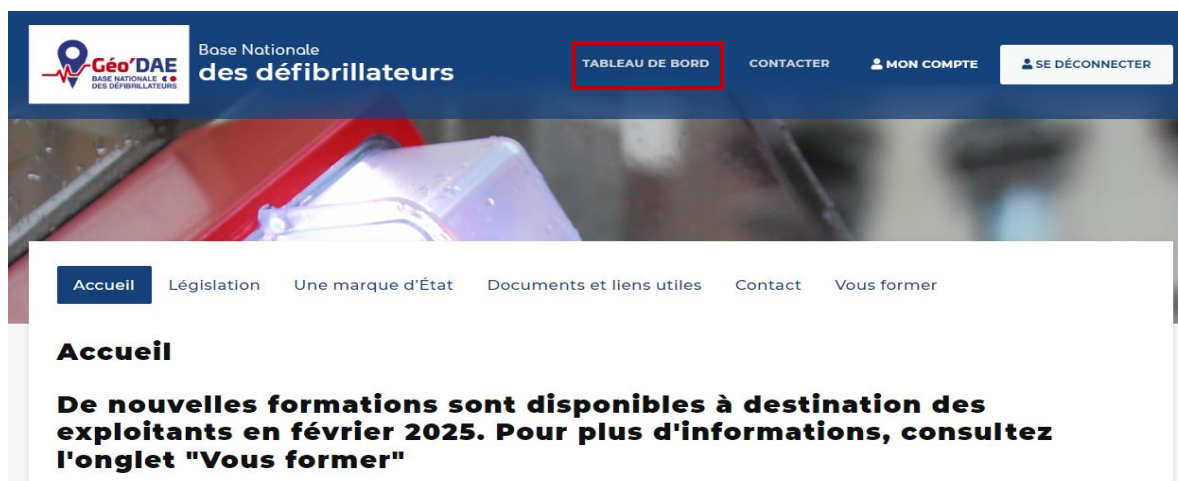 Géo'DAE
BASE NATIONALE
DES DÉFIBRILLATEURS
Base Nationale
des défibrillateurs
TABLEAU DE BORD
CONTACTER
MON COMPTE
SE DÉCONNECTER
Accueil
Législation
Une marque d'État
Documents et liens utiles
Contact
Vous former
Accueil
De nouvelles formations sont disponibles à destination des
exploitants en février 2025. Pour plus d'informations, consultez
l'onglet "Vous former"